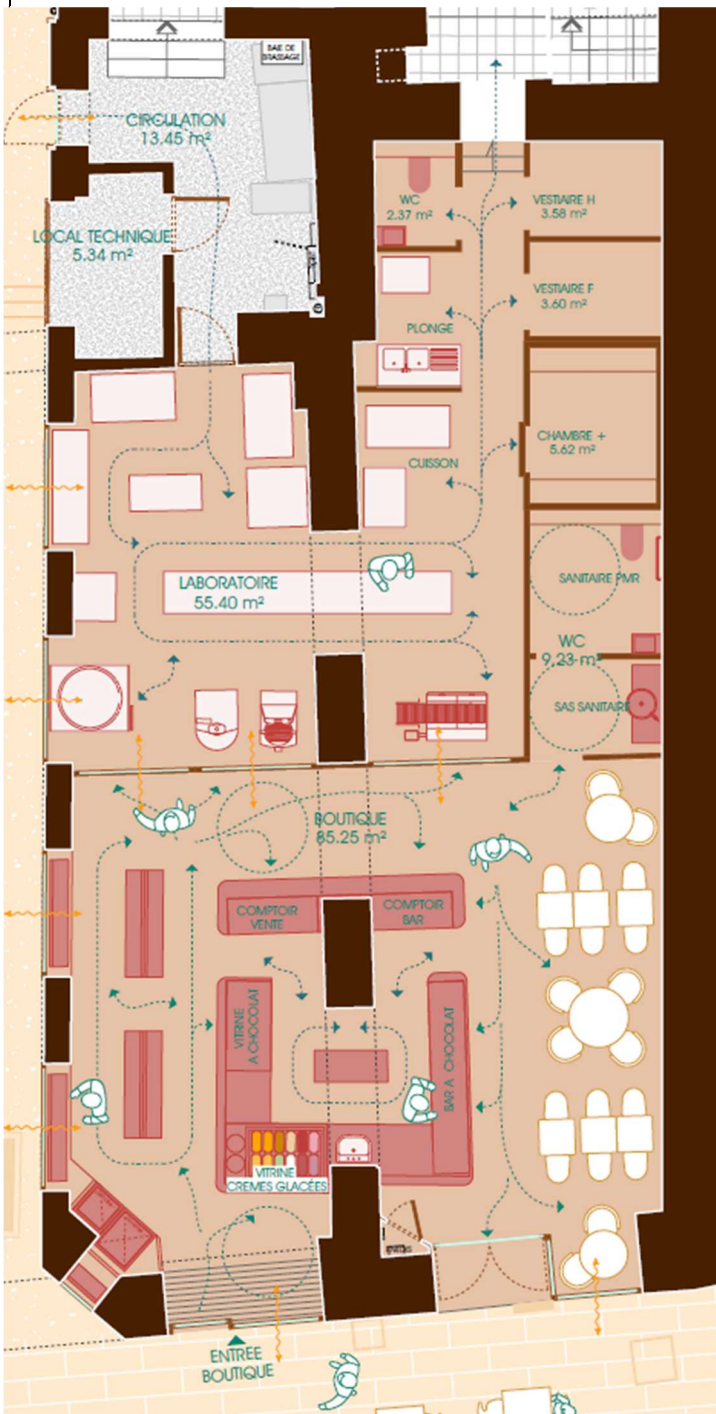 BAIE DE
BRASSAGE
CIRCULATION
13.45 m²
WC
2.37 m²
VESTIAIRE H
3.58 m²
LOCAL TECHNIQUE
5.34 m²
VESTIAIRE F
3.60 m²
PLONGE
CHAMBRE +
5.62 m²
CUISSON
LABORATOIRE
55.40 m²
SANITAIRE PMR
WC
9.23 m²
SAS SANITAIRE
BOUTIQUE
85.25 m²
COMPTOIR
VENTE
COMPTOIR
BAR
VITRINE
A CHOCOLAT
BAR A CHOCOLAT
VITRINE
CREMES GLACÉES
ENTREE
BOUTIQUE